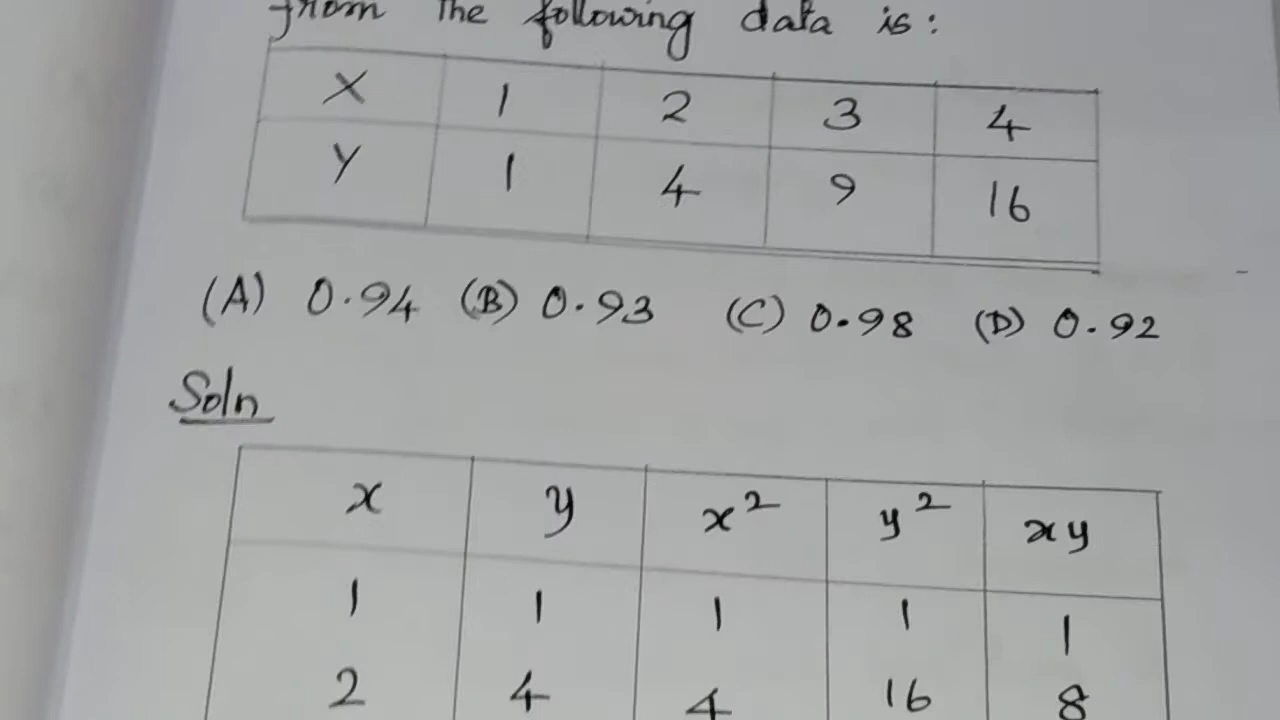 from the following data is:
X 1 2 3 4
Y 1 4 9 16
(A) 0.94 (B) 0.93 (C) 0.98 (D) 0.92
Soln
x y x² y² xy
1 1 1 1 1
2 4 4 16 8